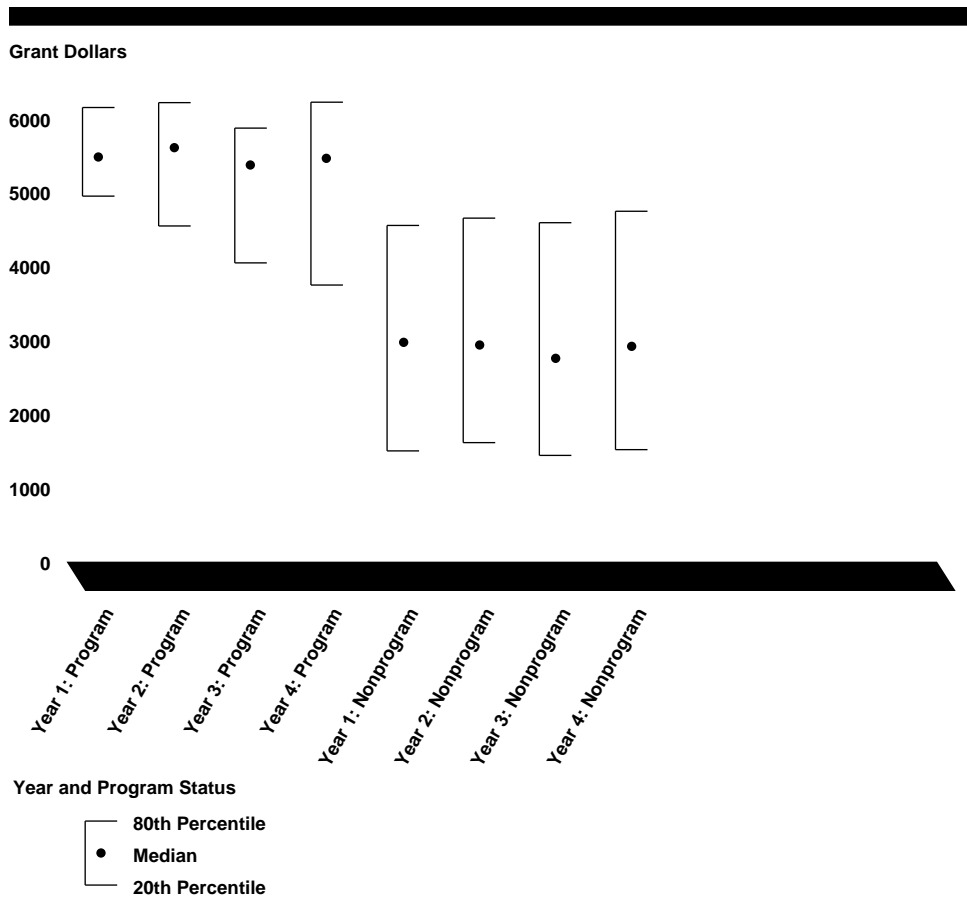 Grant Dollars
6000
5000
4000
3000
2000
1000
0
Year 1: Program
Year 2: Program
Year 3: Program
Year 4: Program
Year 1: Nonprogram
Year 2: Nonprogram
Year 3: Nonprogram
Year 4: Nonprogram
Year and Program Status
80th Percentile
Median
20th Percentile